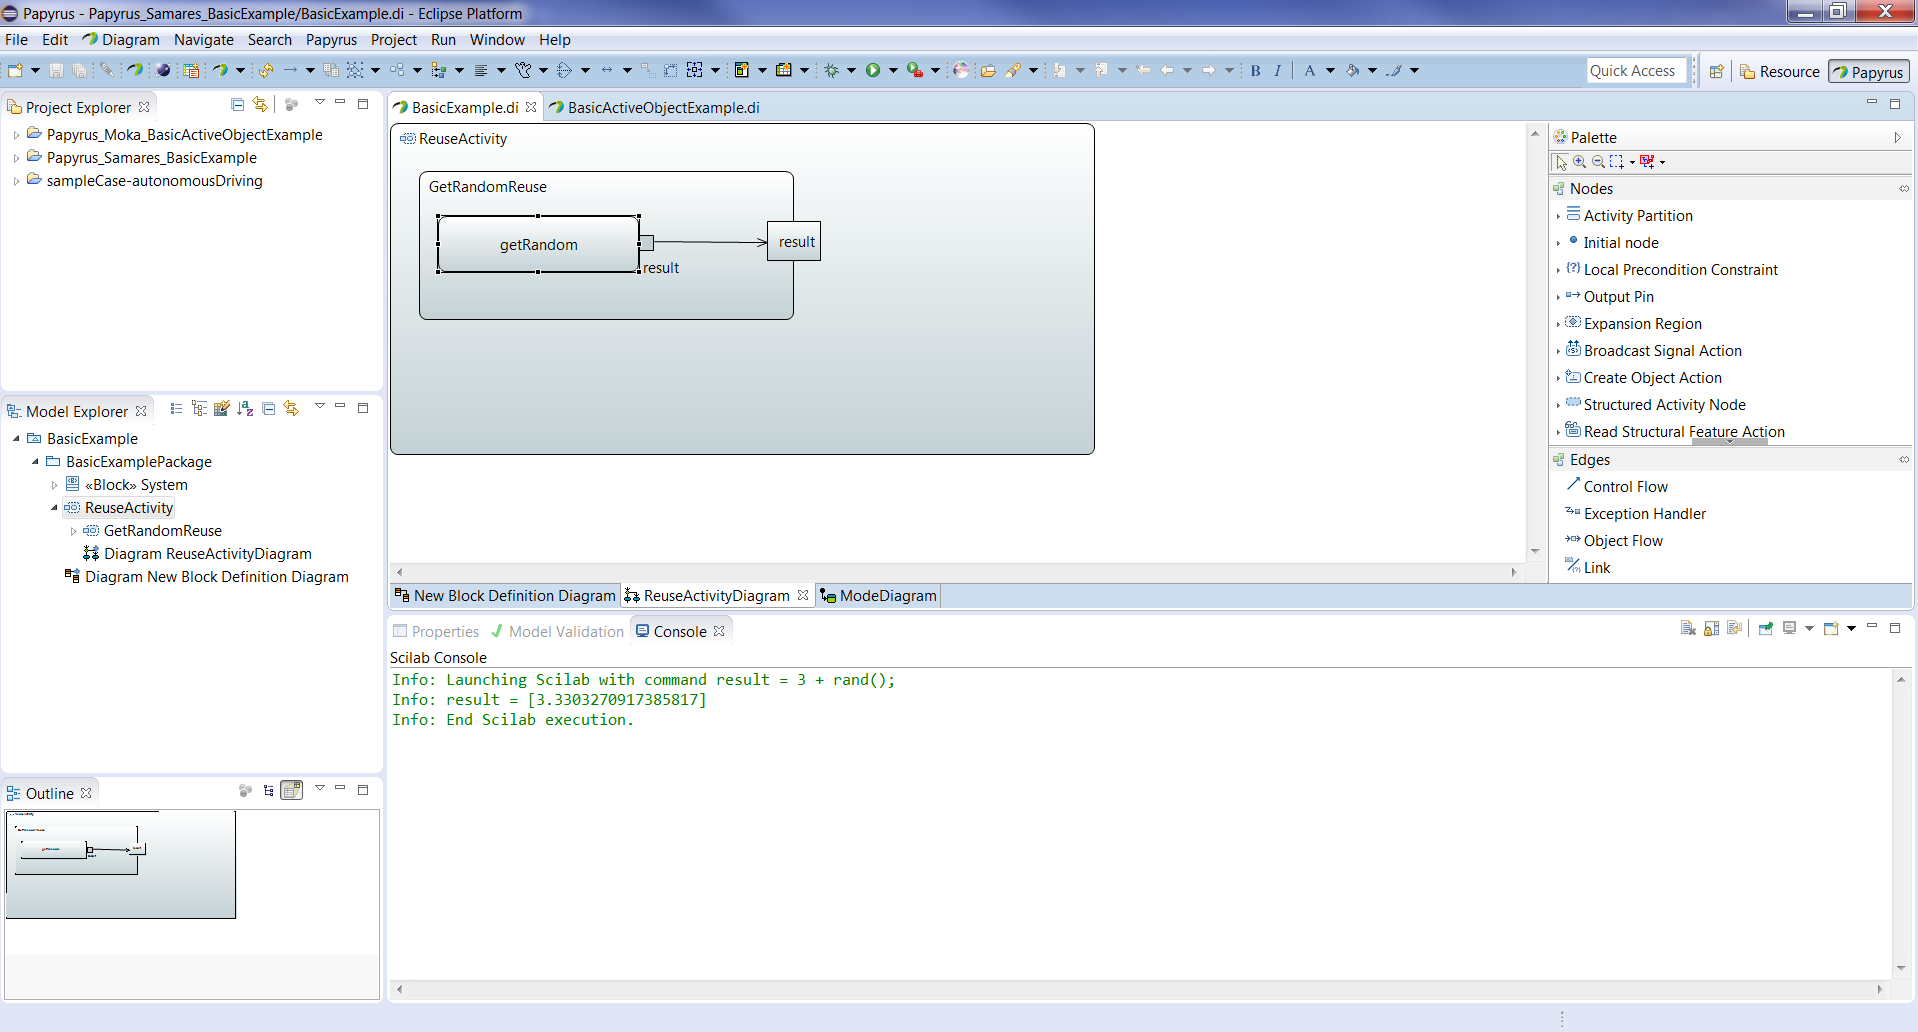 Papyrus - Papyrus_Samares_BasicExample/BasicExample.di - Eclipse Platform
File Edit Diagram Navigate Search Papyrus Project Run Window Help
Quick Access
Resource
Papyrus
Project Explorer
Papyrus_Moka_BasicActiveObjectExample
Papyrus_Samares_BasicExample
sampleCase-autonomousDriving
Model Explorer
BasicExample
BasicExamplePackage
«Block» System
ReuseActivity
GetRandomReuse
Diagram ReuseActivityDiagram
Diagram New Block Definition Diagram
Outline
BasicExample.di
BasicActiveObjectExample.di
ReuseActivity
GetRandomReuse
getRandom
result
result
Palette
Nodes
Activity Partition
Initial node
Local Precondition Constraint
Output Pin
Expansion Region
Broadcast Signal Action
Create Object Action
Structured Activity Node
Read Structural Feature Action
Edges
Control Flow
Exception Handler
Object Flow
Link
New Block Definition Diagram
ReuseActivityDiagram
ModeDiagram
Properties
Model Validation
Console
Scilab Console
Info: Launching Scilab with command result = 3 + rand();
Info: result = [3.3303270917385817]
Info: End Scilab execution.